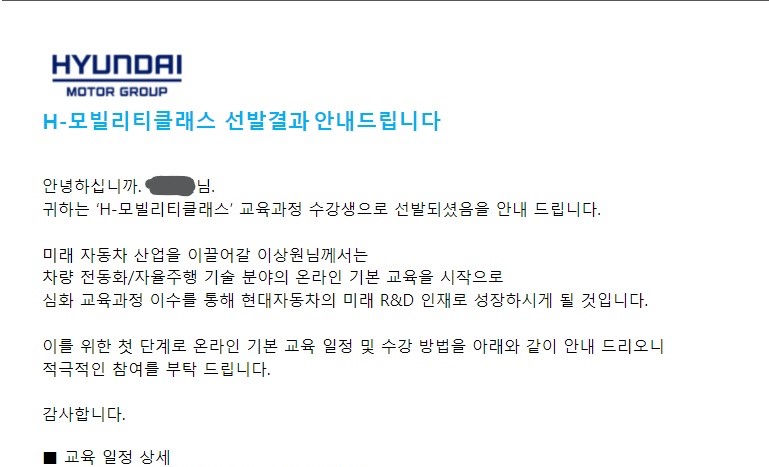 HYUNDAI
MOTOR GROUP
H-모빌리티클래스 선발결과 안내드립니다
안녕하십니까. 님.
귀하는 ‘H-모빌리티클래스’ 교육과정 수강생으로 선발되셨음을 안내 드립니다.
미래 자동차 산업을 이끌어갈 이상원님께서는
차량 전동화/자율주행 기술 분야의 온라인 기본 교육을 시작으로
심화 교육과정 이수를 통해 현대자동차의 미래 R&D 인재로 성장하시게 될 것입니다.
이를 위한 첫 단계로 온라인 기본 교육 일정 및 수강 방법을 아래와 같이 안내 드리오니
적극적인 참여를 부탁 드립니다.
감사합니다.
■ 교육 일정 상세